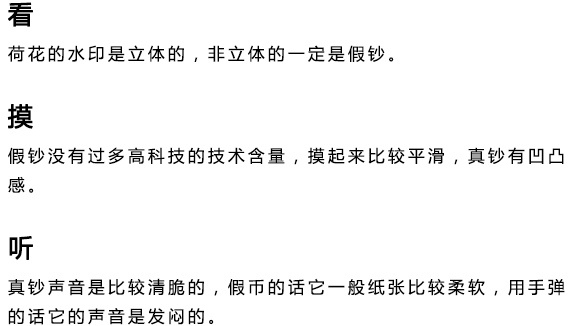 看
荷花的水印是立体的，非立体的一定是假钞。
摸
假钞没有过多高科技的技术含量，摸起来比较平滑，真钞有凹凸
感。
听
真钞声音是比较清脆的，假币的话它一般纸张比较柔软，用手弹
的话它的声音是发闷的。